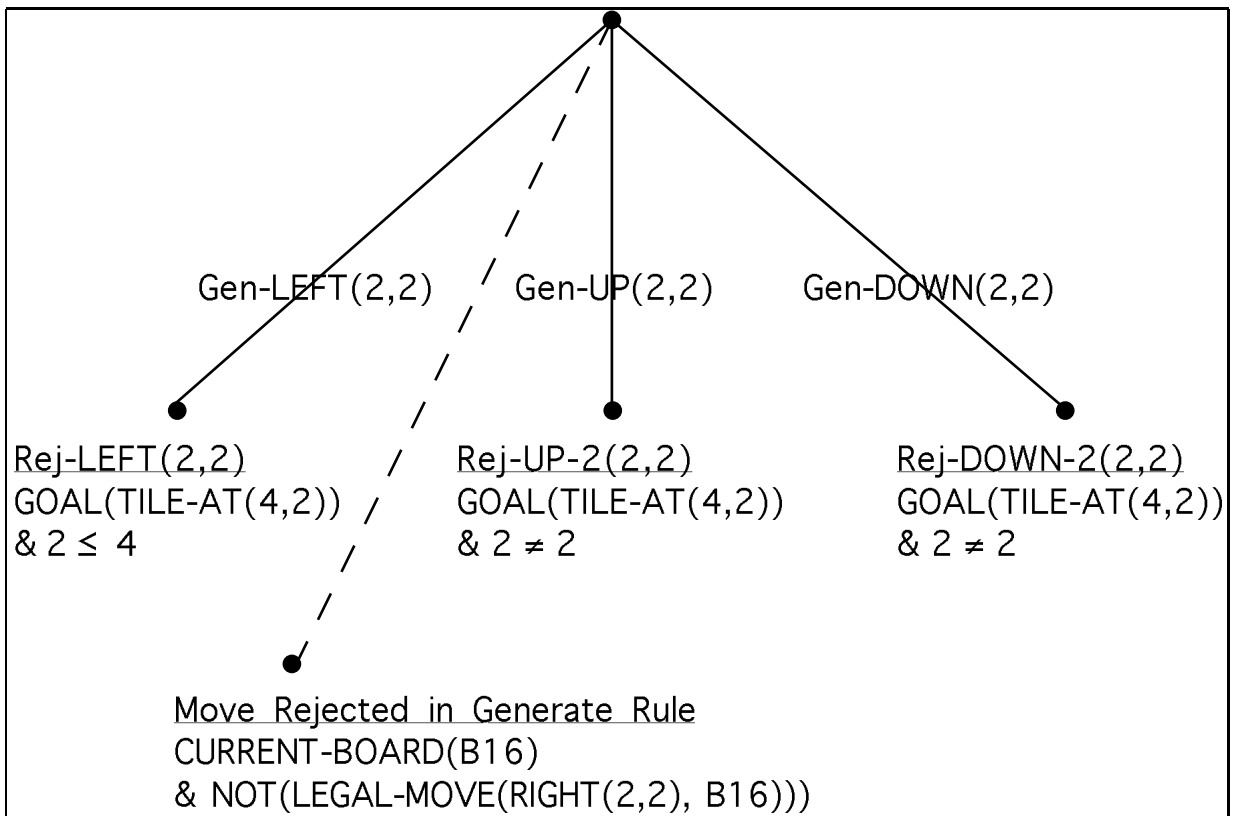 Gen-LEFT(2,2) Gen-UP(2,2) Gen-DOWN(2,2)
Rej-LEFT(2,2)
GOAL(TILE-AT(4,2))
& 2 ≤ 4
Rej-UP-2(2,2)
GOAL(TILE-AT(4,2))
& 2 ≠ 2
Rej-DOWN-2(2,2)
GOAL(TILE-AT(4,2))
& 2 ≠ 2
Move Rejected in Generate Rule
CURRENT-BOARD(B16)
& NOT(LEGAL-MOVE(RIGHT(2,2), B16)))